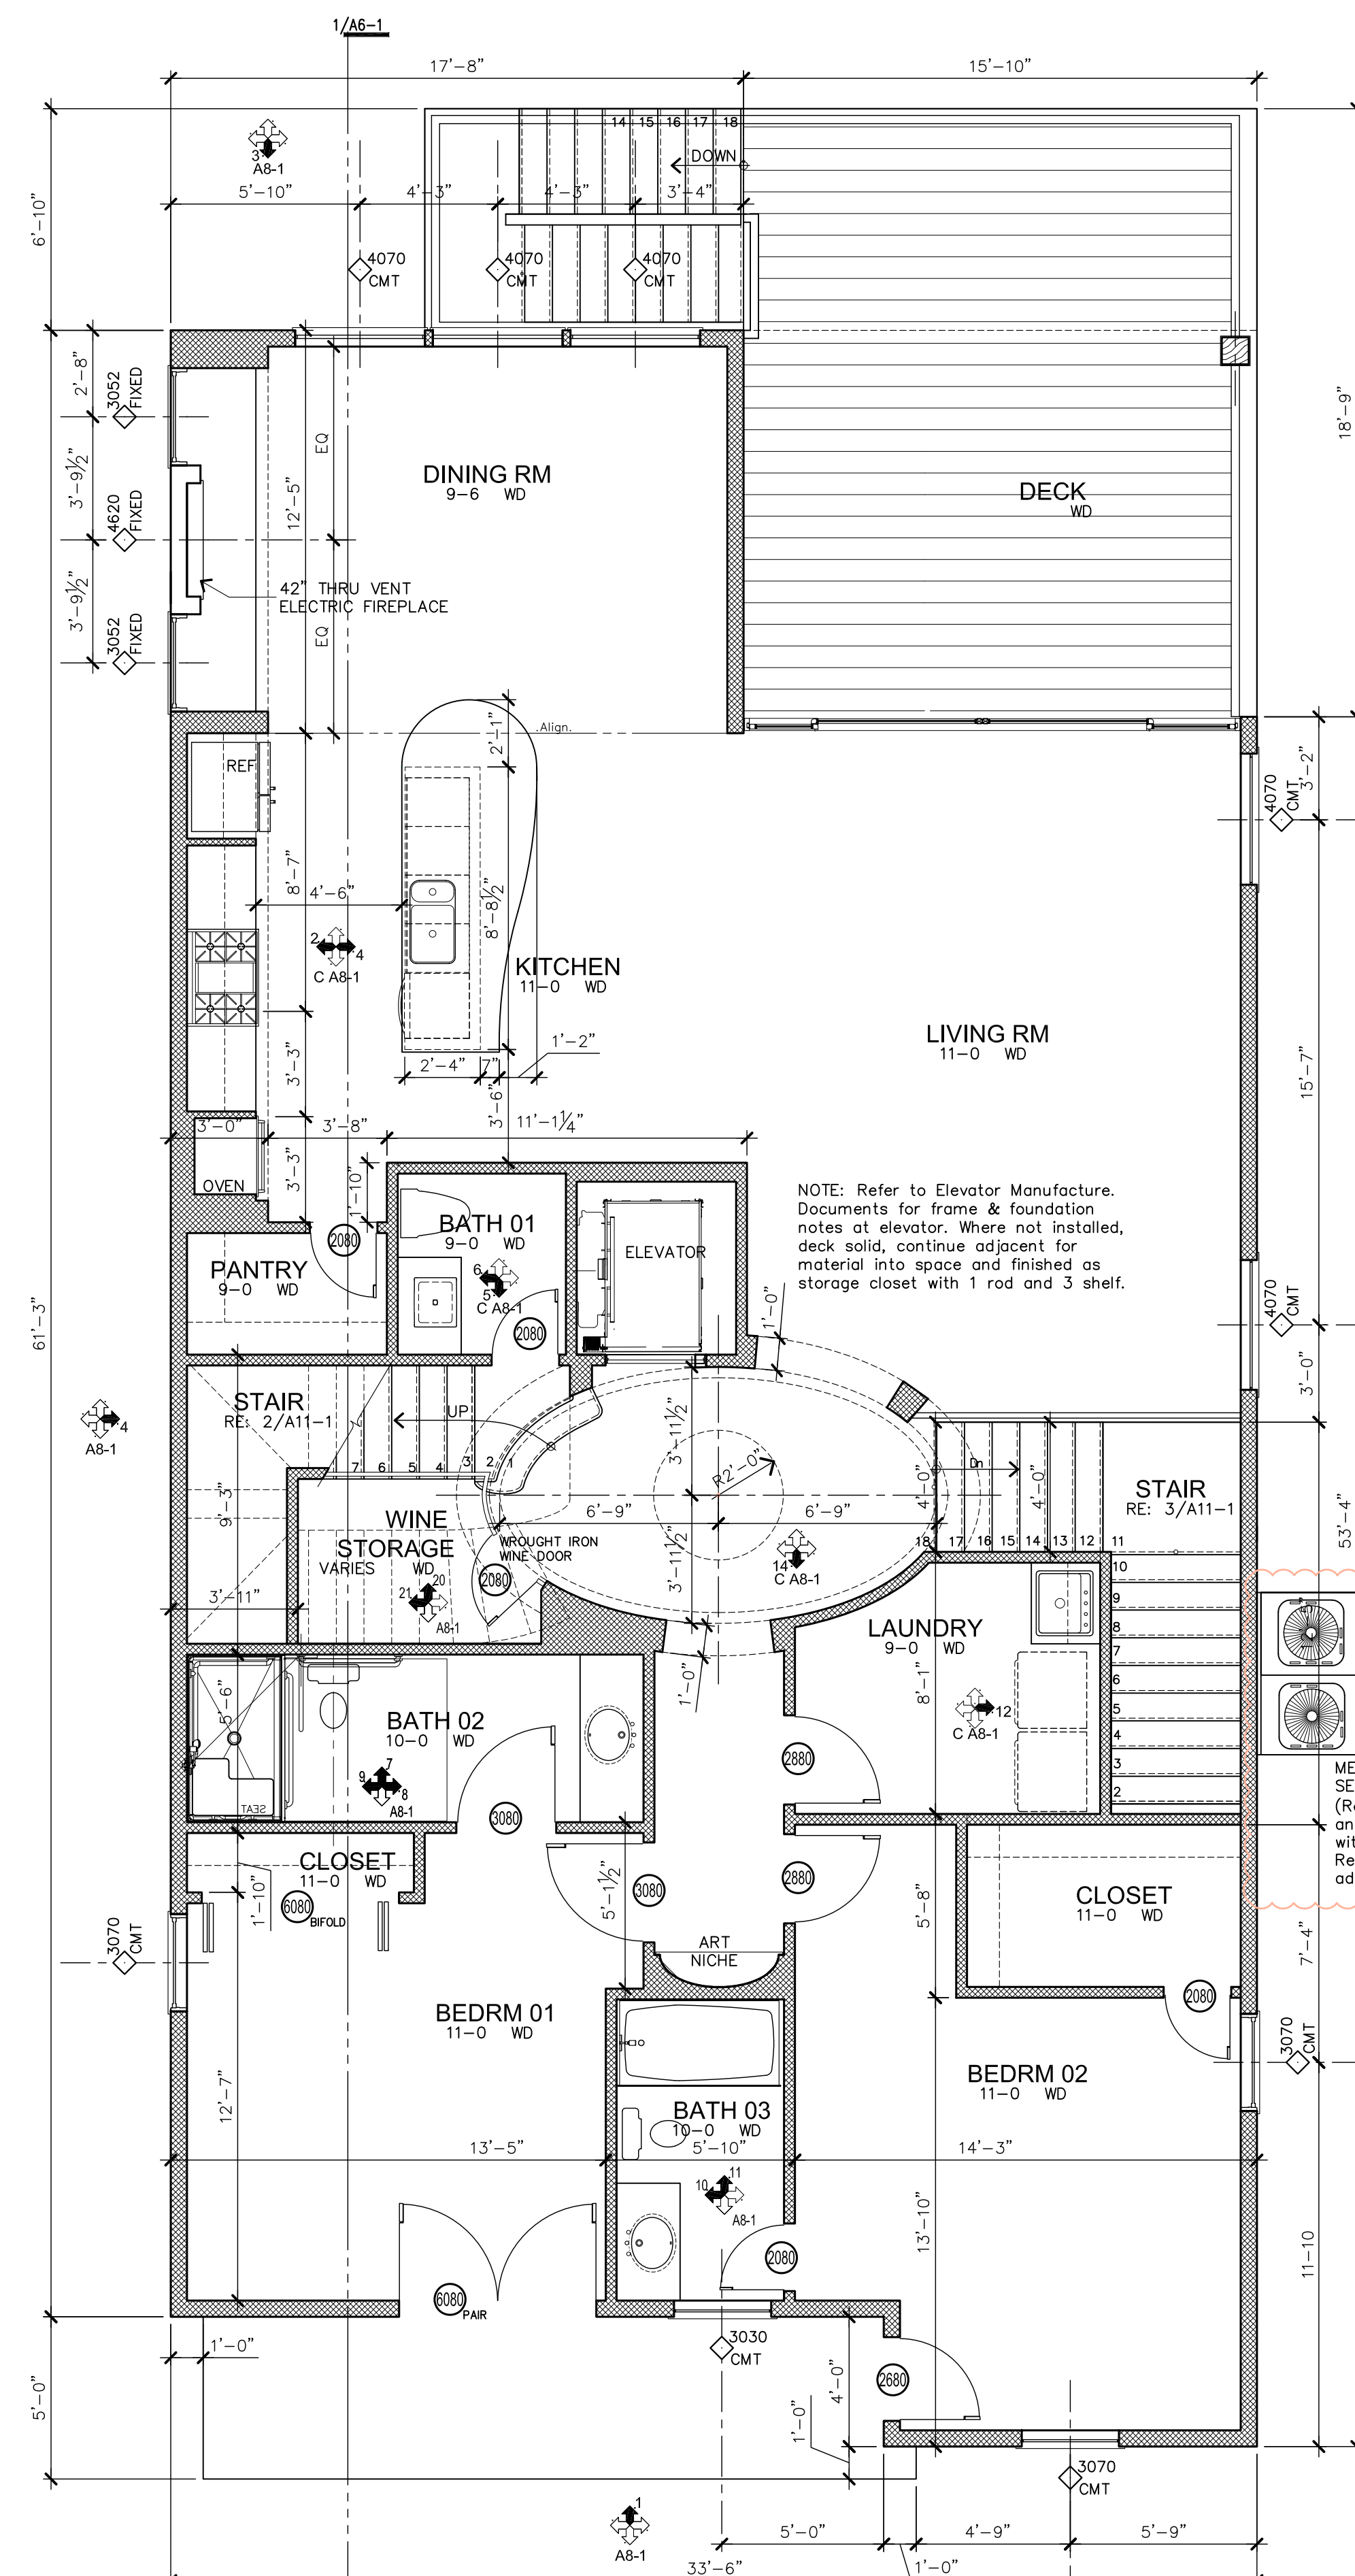 1/A6-1
17'-8"
15'-10"
14 15 16 17 18
DOWN
3
A8-1
5'-10"
4'-3"
4'-3"
3'-4"
6'-10"
4070
CMT
4070
CMT
4070
CMT
2'-8"
3052
FIXED
3'-9½"
4620
FIXED
3'-9½"
3052
FIXED
EQ
12'-5"
EQ
DINING RM
9-6 WD
DECK
WD
18'-9"
42" THRU VENT
ELECTRIC FIREPLACE
Align.
2'-1"
REF
4070
CMT
3'-2"
8'-7"
4'-6"
8'-8½"
2
4
C A8-1
KITCHEN
11-0 WD
LIVING RM
11-0 WD
1'-2"
2'-4"
7"
3'-3"
3'-6"
15'-7"
3'-0"
3'-8"
11'-1¼"
3'-3"
1'-10"
OVEN
NOTE: Refer to Elevator Manufacture.
Documents for frame & foundation
notes at elevator. Where not installed,
deck solid, continue adjacent for
material into space and finished as
storage closet with 1 rod and 3 shelf.
2080
BATH 01
9-0 WD
ELEVATOR
PANTRY
9-0 WD
6
5
C A8-1
2080
1'-0"
4070
CMT
61'-3"
3'-0"
STAIR
RE: 2/A11-1
UP
4
A8-1
7 6 5 4 3 2 1
3'-11½"
R2'-0"
4'-0"
Dn
4'-0"
STAIR
RE: 3/A11-1
9'-3"
WINE
STORAGE
VARIES WD
6'-9"
6'-9"
WROUGHT IRON
WINE DOOR
18 17 16 15 14 13 12 11
3'-11½"
14
C A8-1
53'-4"
2080
20
21
A8-1
3'-11"
10
9
8
7
6
5
4
3
2
LAUNDRY
9-0 WD
1'-0"
8'-1"
12
C A8-1
5'-6"
BATH 02
10-0 WD
7
9
8
A8-1
SEAT
2880
3080
ME
SE
(Re
an
wit
Re
ad
CLOSET
11-0 WD
1'-10"
6080
BIFOLD
5'-1½"
3080
2880
5'-8"
CLOSET
11-0 WD
3070
CMT
ART
NICHE
7'-4"
2080
BEDRM 01
11-0 WD
3070
CMT
BEDRM 02
11-0 WD
12'-7"
BATH 03
10-0 WD
13'-5"
5'-10"
14'-3"
11
10
A8-1
13'-10"
11-10
2080
6080
PAIR
1'-0"
3030
CMT
2680
4'-0"
5'-0"
1'-0"
3070
CMT
1
A8-1
5'-0"
4'-9"
5'-9"
33'-6"
1'-0"